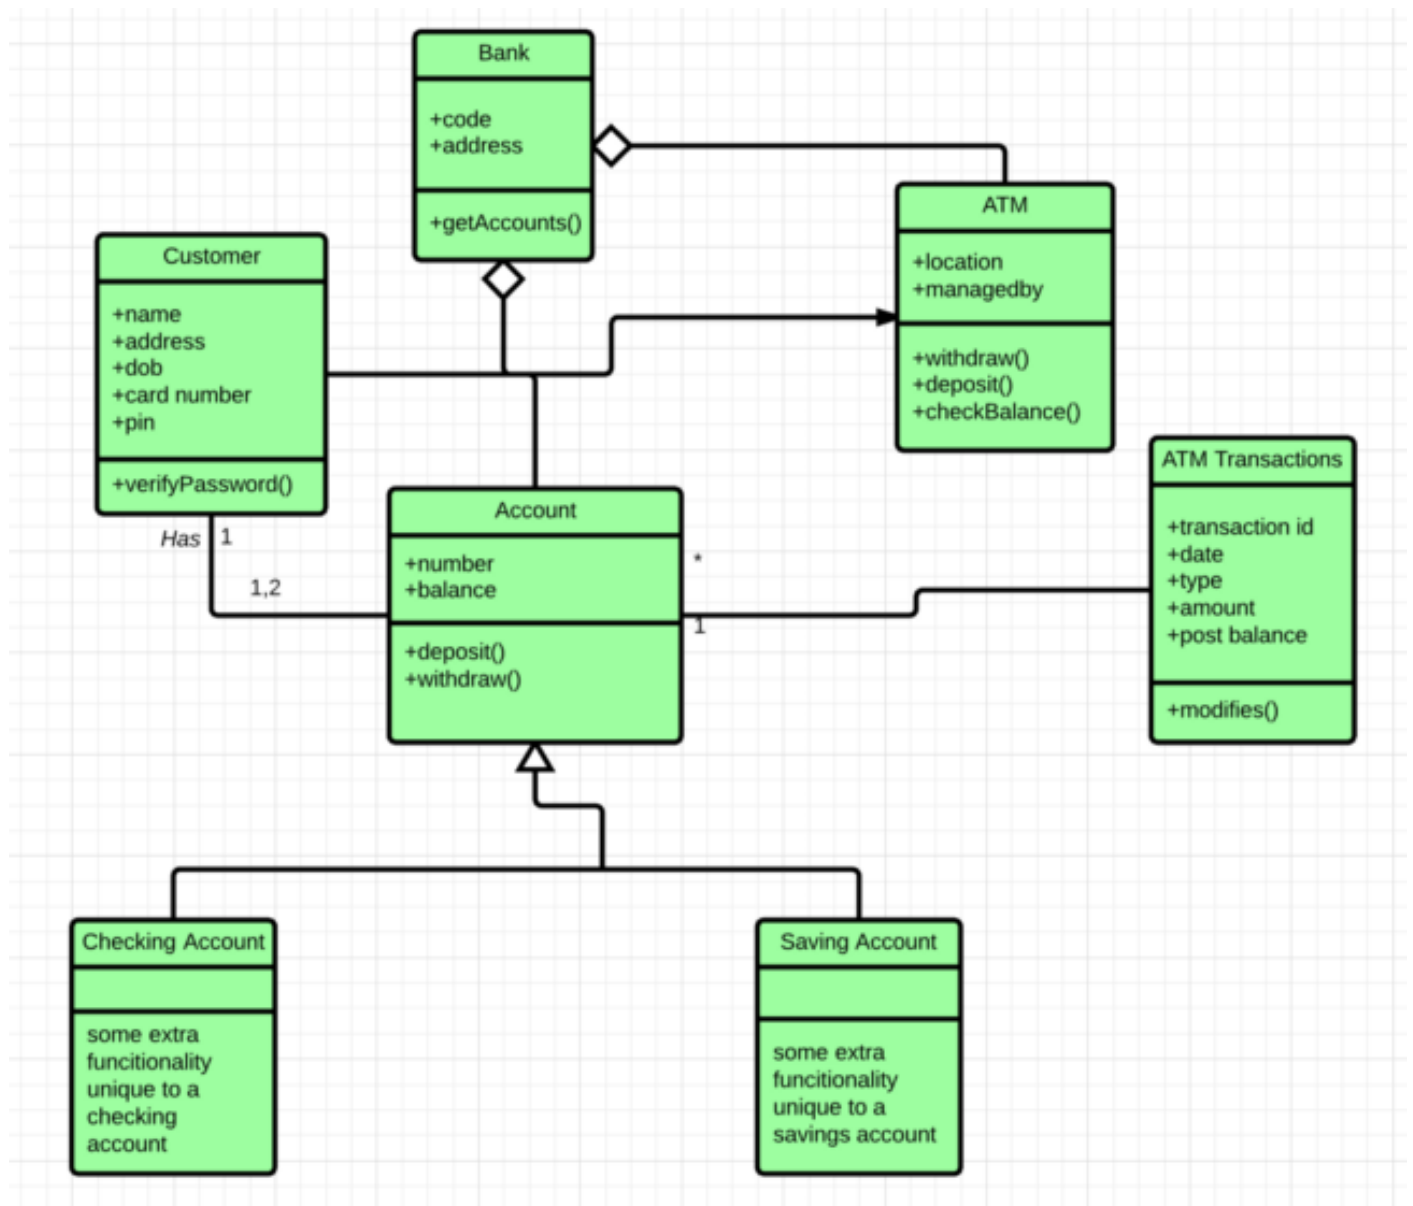 Bank
+code
+address
+getAccounts()
ATM
+location
+managedby
+withdraw()
+deposit()
+checkBalance()
Customer
+name
+address
+dob
+card number
+pin
+verifyPassword()
Has
1
1,2
Account
+number
+balance
+deposit()
+withdraw()
*
1
ATM Transactions
+transaction id
+date
+type
+amount
+post balance
+modifies()
Checking Account
some extra
funcitionality
unique to a
checking
account
Saving Account
some extra
funcitionality
unique to a
savings account